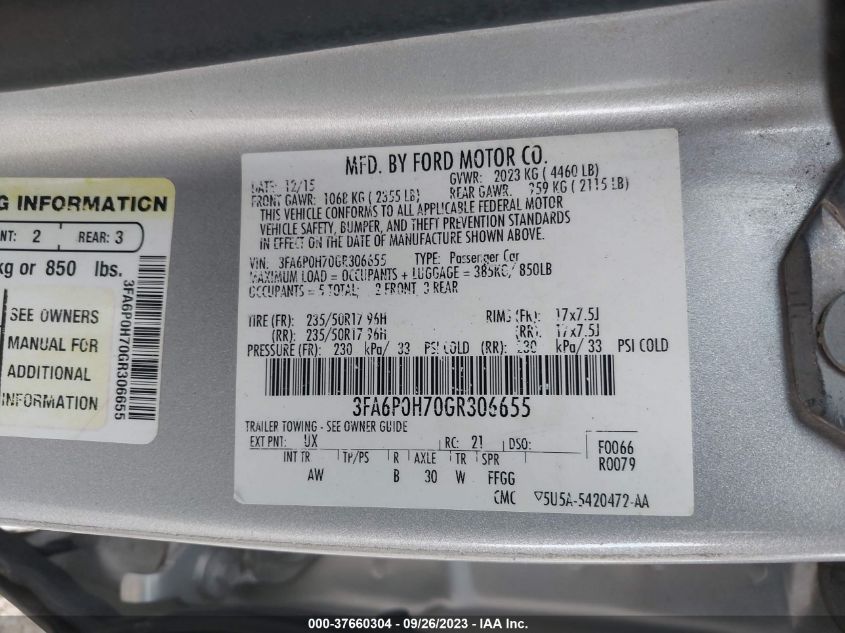 G INFORMATION
NT: 2 REAR: 3
kg or 850 lbs.
SEE OWNERS
MANUAL FOR
ADDITIONAL
INFORMATION
3FA6P0H70GR306655
MFD. BY FORD MOTOR CO.
DATE: 12/15 GVWR: 2023 KG ( 4460 LB)
FRONT GAWR: 1068 KG ( 2355 LB) REAR GAWR: 959 KG ( 2115 LB)
THIS VEHICLE CONFORMS TO ALL APPLICABLE FEDERAL MOTOR
VEHICLE SAFETY, BUMPER, AND THEFT PREVENTION STANDARDS
IN EFFECT ON THE DATE OF MANUFACTURE SHOWN ABOVE.
VIN: 3FA6P0H70GR306655 TYPE: Passenger Car
MAXIMUM LOAD = OCCUPANTS + LUGGAGE = 385KG/ 850LB
OCCUPANTS = 5 TOTAL; 2 FRONT, 3 REAR
TIRE (FR): 235/50R17 96H RIMS (FR): 17x7.5J
(RR): 235/50R17 96H (RR): 17x7.5J
PRESSURE (FR): 230 kPa/ 33 PSI COLD (RR): 230 kPa/ 33 PSI COLD
3FA6P0H70GR306655
TRAILER TOWING - SEE OWNER GUIDE
EXT PNT: UX RC: 21 DSO: F0066
R0079
INT TR TP/PS R AXLE TR SPR
AW B 30 W FFGG
CMC ▽5U5A-5420472-AA
000-37660304 - 09/26/2023 - IAA Inc.